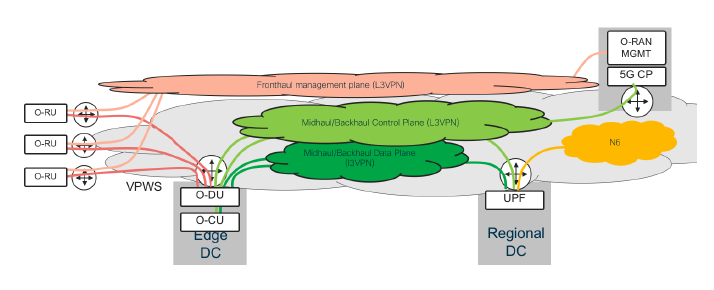 O-RAN
MGMT
5G CP
Fronthaul management plane (L3VPN)
O-RU
Midhaul/Backhaul Control Plane (L3VPN)
O-RU
N6
Midhaul/Backhaul Data Plane
(l3VPN)
O-RU
VPWS
O-DU
UPF
O-CU
Edge
DC
Regional
DC